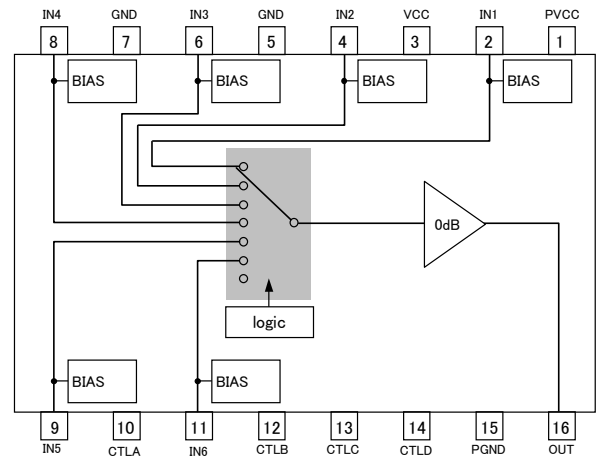 IN4 GND IN3 GND IN2 VCC IN1 PVCC
8 7 6 5 4 3 2 1
BIAS BIAS BIAS BIAS
0dB
logic
BIAS BIAS
9 10 11 12 13 14 15 16
IN5 CTLA IN6 CTLB CTLC CTLD PGND OUT